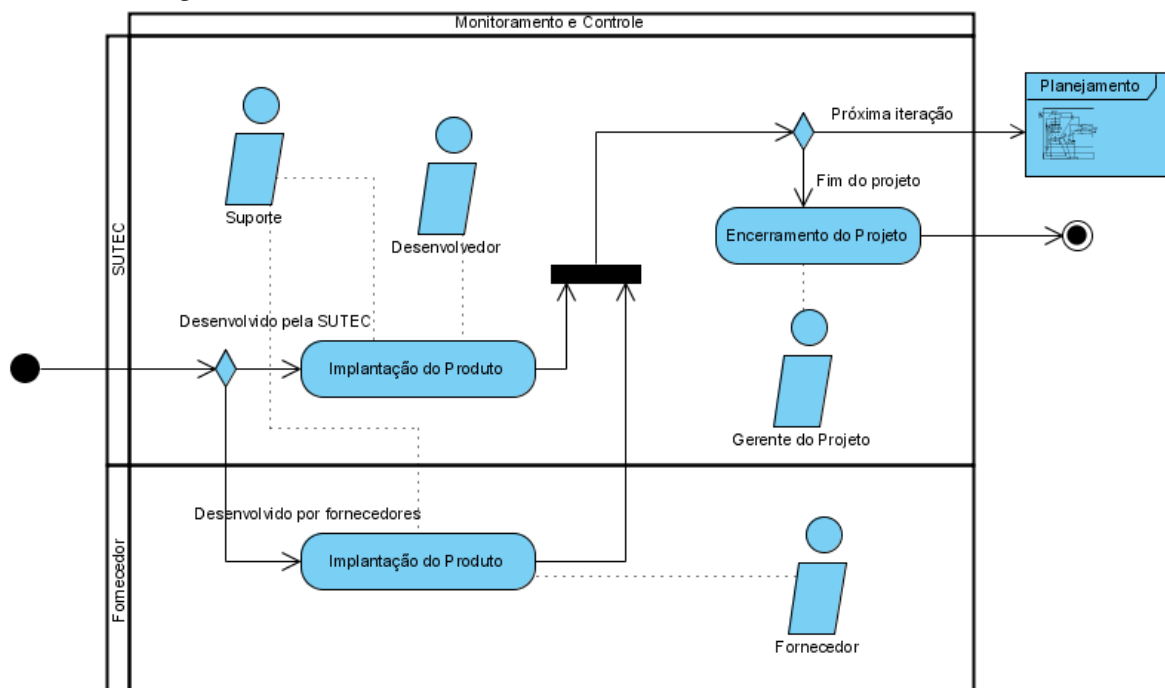 Monitoramento e Controle
SUTEC
Planejamento
Próxima iteração
Fim do projeto
Suporte
Desenvolvedor
Encerramento do Projeto
Desenvolvido pela SUTEC
Implantação do Produto
Gerente do Projeto
Fornecedor
Desenvolvido por fornecedores
Implantação do Produto
Fornecedor